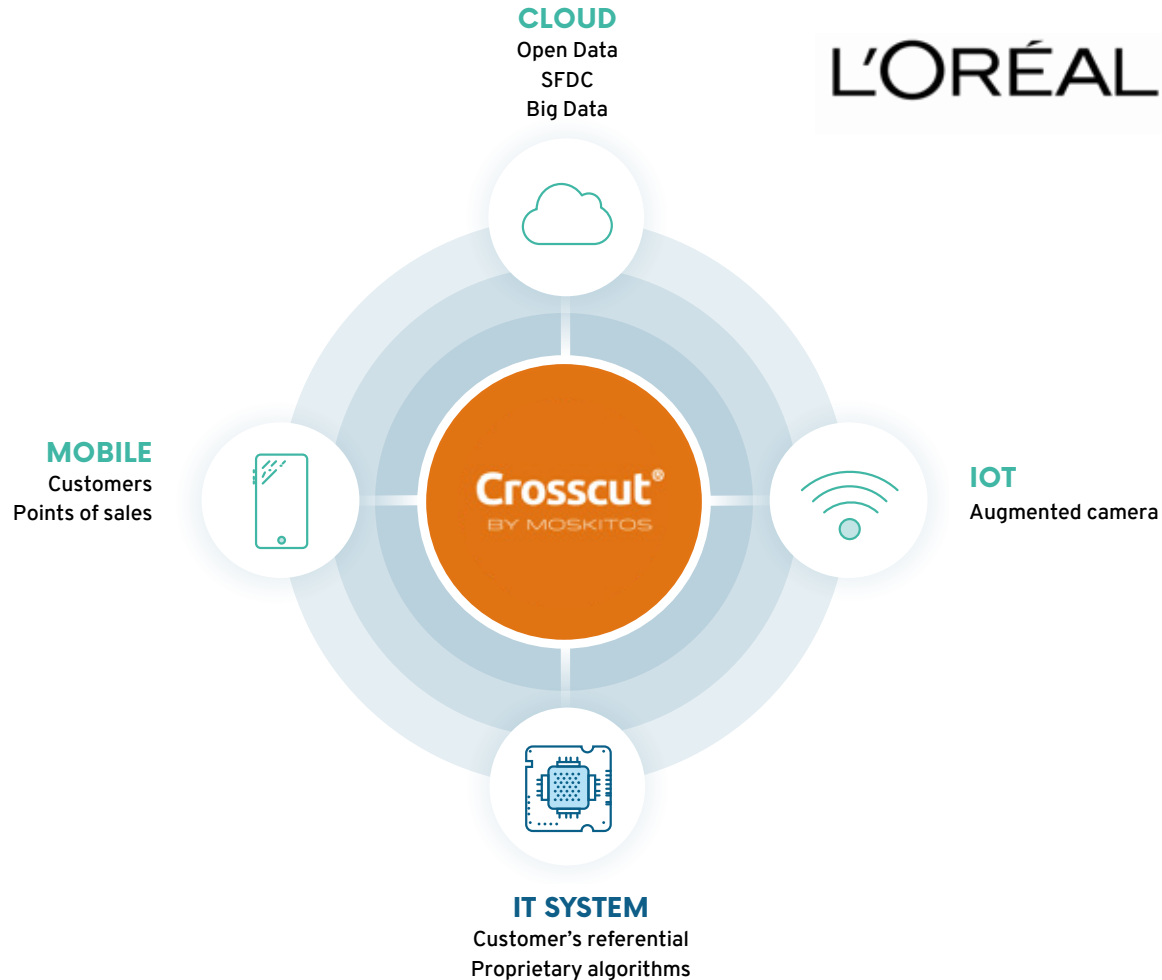 CLOUD
Open Data
SFDC
Big Data
L'ORÉAL
MOBILE
Customers
Points of sales
Crosscut®
BY MOSKITOS
IOT
Augmented camera
IT SYSTEM
Customer’s referential
Proprietary algorithms